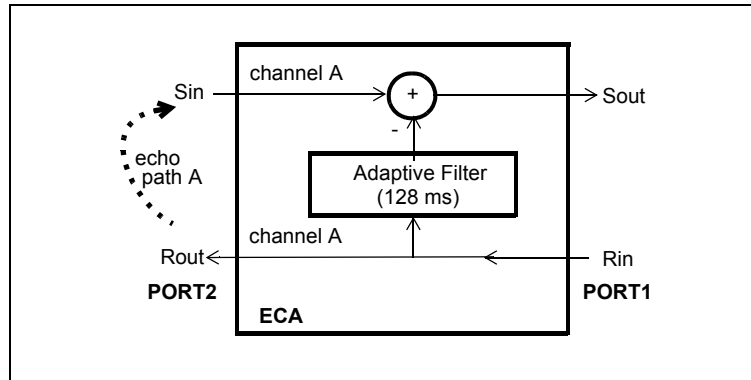 channel A
Sin
+
Sout
-
echo
path A
Adaptive Filter
(128 ms)
channel A
Rout
Rin
PORT2
PORT1
ECA